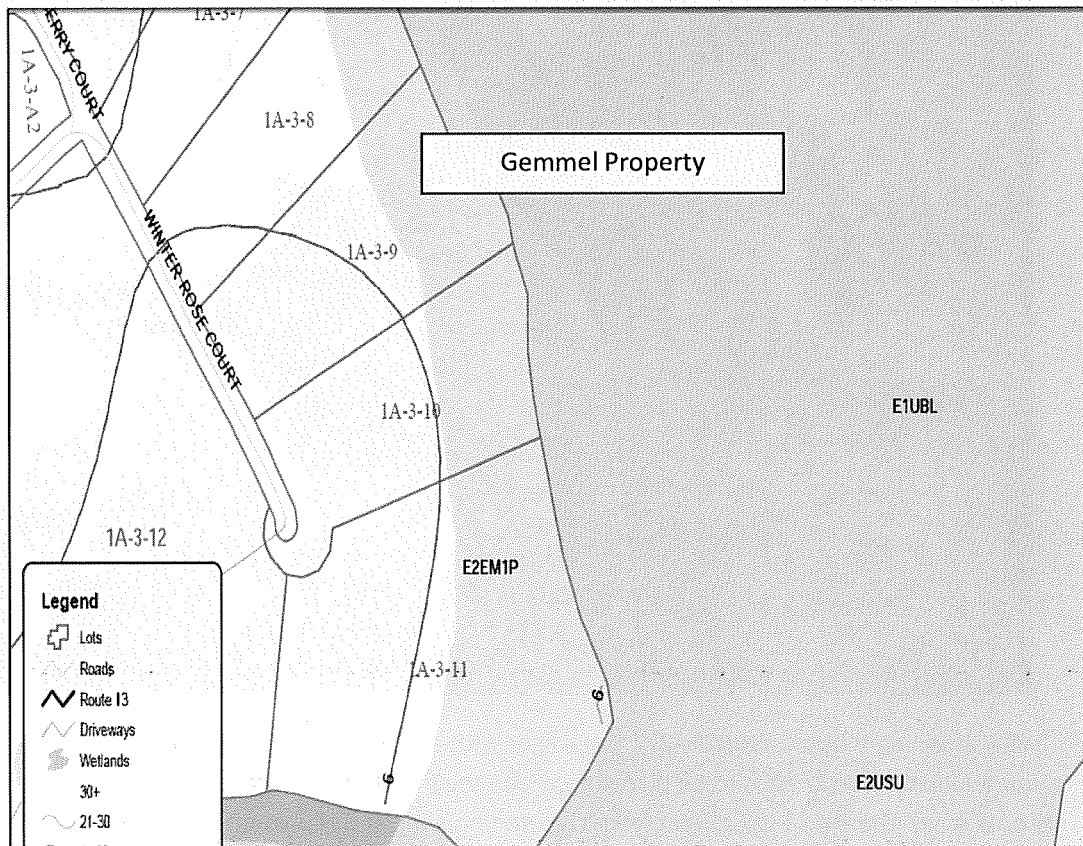 1A-3-7
ERRY COURT
1A-3-A2
1A-3-8
Gemmel Property
WINTER ROSE COURT
1A-3-9
1A-3-10
E1UBL
1A-3-12
E2EM1P
1A-3-11
6
6
E2USU
Legend
Lots
Roads
Route 13
Driveways
Wetlands
30+
21-30